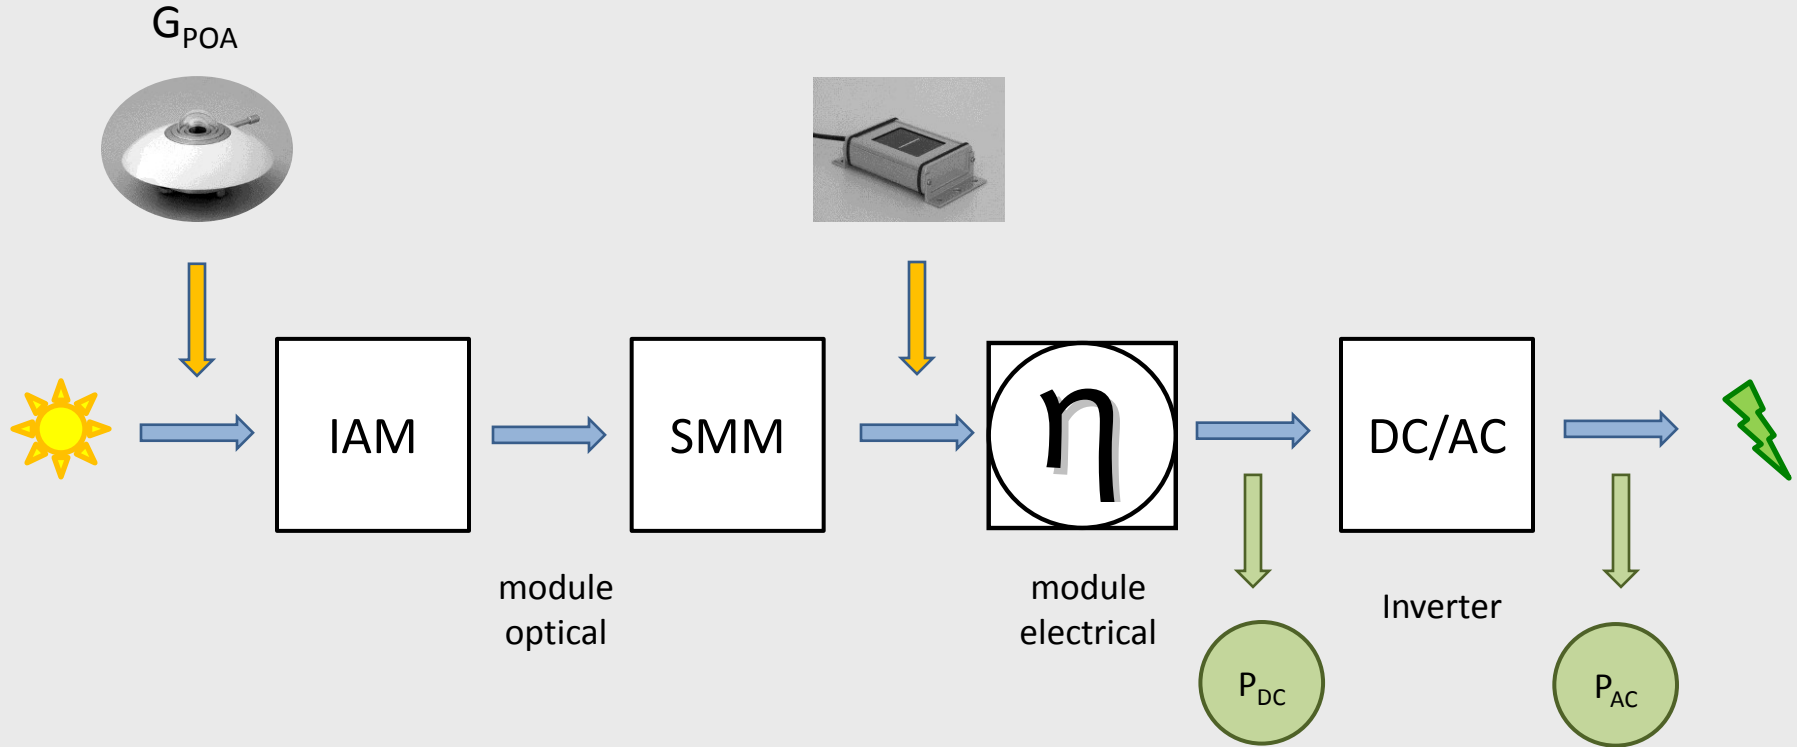 G_POA
IAM
SMM
η
DC/AC
module
optical
module
electrical
Inverter
P_DC
P_AC